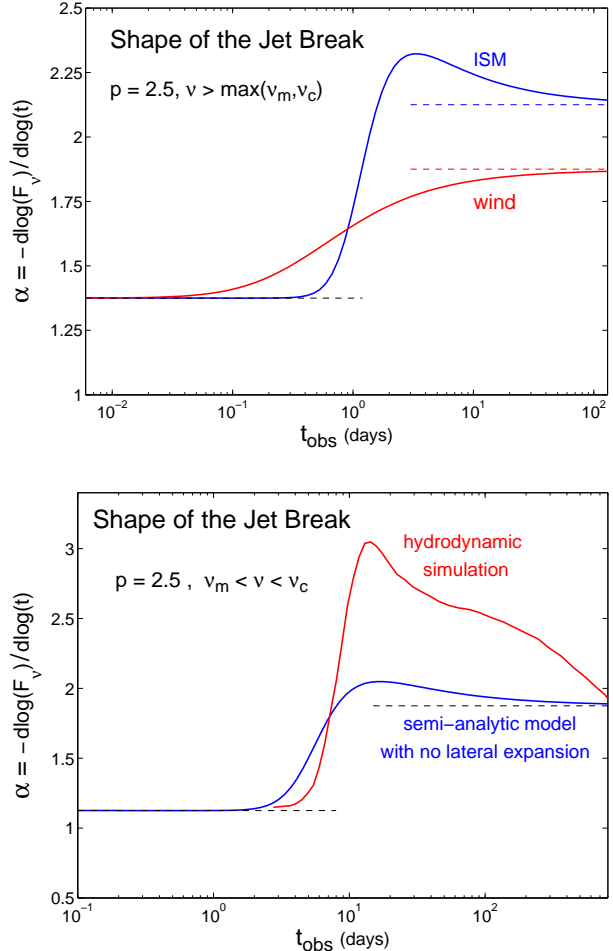 Shape of the Jet Break
p = 2.5, ν > max(ν_m,ν_c)
ISM
wind
α = −dlog(F_ν)/dlog(t)
2.5
2.25
2
1.75
1.5
1.25
1
10^−2
10^−1
10^0
10^1
10^2
t_obs (days)
Shape of the Jet Break
p = 2.5 , ν_m < ν < ν_c
hydrodynamic
simulation
semi−analytic model
with no lateral expansion
α = −dlog(F_ν)/dlog(t)
3
2.5
2
1.5
1
0.5
10^−1
10^0
10^1
10^2
t_obs (days)